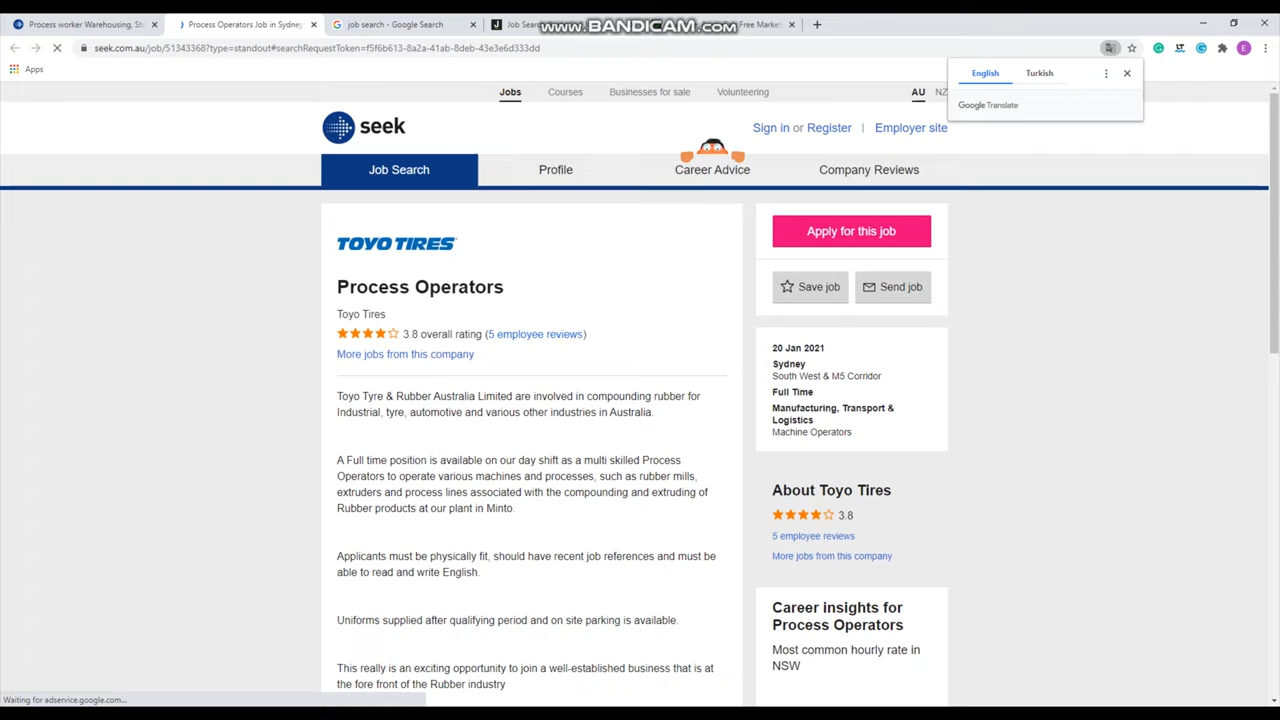 Process worker Warehousing, Sta
Process Operators Job in Sydney
job search - Google Search
Job Sear
Free Market
www.BANDICAM.com
seek.com.au/job/51343368?type=standout#searchRequestToken=f5f6b613-8a2a-41ab-8deb-43e3e6d333dd
E
Apps
English
Turkish
Google Translate
Jobs
Courses
Businesses for sale
Volunteering
AU
NZ
seek
Sign in or Register
Employer site
Job Search
Profile
Career Advice
Company Reviews
TOYO TIRES
Process Operators
Toyo Tires
3.8 overall rating (5 employee reviews)
More jobs from this company
Toyo Tyre & Rubber Australia Limited are involved in compounding rubber for
Industrial, tyre, automotive and various other industries in Australia.
A Full time position is available on our day shift as a multi skilled Process
Operators to operate various machines and processes, such as rubber mills,
extruders and process lines associated with the compounding and extruding of
Rubber products at our plant in Minto.
Applicants must be physically fit, should have recent job references and must be
able to read and write English.
Uniforms supplied after qualifying period and on site parking is available.
This really is an exciting opportunity to join a well-established business that is at
the fore front of the Rubber industry
Apply for this job
Save job
Send job
20 Jan 2021
Sydney
South West & M5 Corridor
Full Time
Manufacturing, Transport &
Logistics
Machine Operators
About Toyo Tires
3.8
5 employee reviews
More jobs from this company
Career insights for
Process Operators
Most common hourly rate in
NSW
Waiting for adservice.google.com...